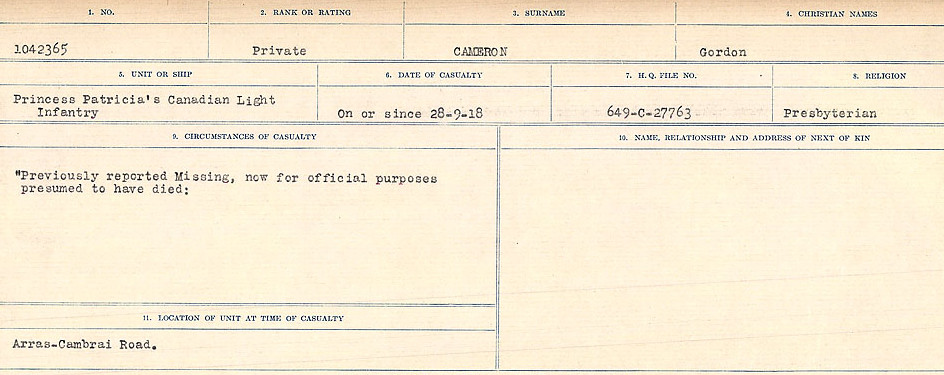 1. NO.
2. RANK OR RATING
3. SURNAME
4. CHRISTIAN NAMES
1042365
Private
CAMERON
Gordon
5. UNIT OR SHIP
6. DATE OF CASUALTY
7. H. Q. FILE NO.
8. RELIGION
Princess Patricia's Canadian Light
Infantry
On or since 28-9-18
649-C-27763
Presbyterian
9. CIRCUMSTANCES OF CASUALTY
10. NAME, RELATIONSHIP AND ADDRESS OF NEXT OF KIN
"Previously reported Missing, now for official purposes
presumed to have died:
11. LOCATION OF UNIT AT TIME OF CASUALTY
Arras-Cambrai Road.